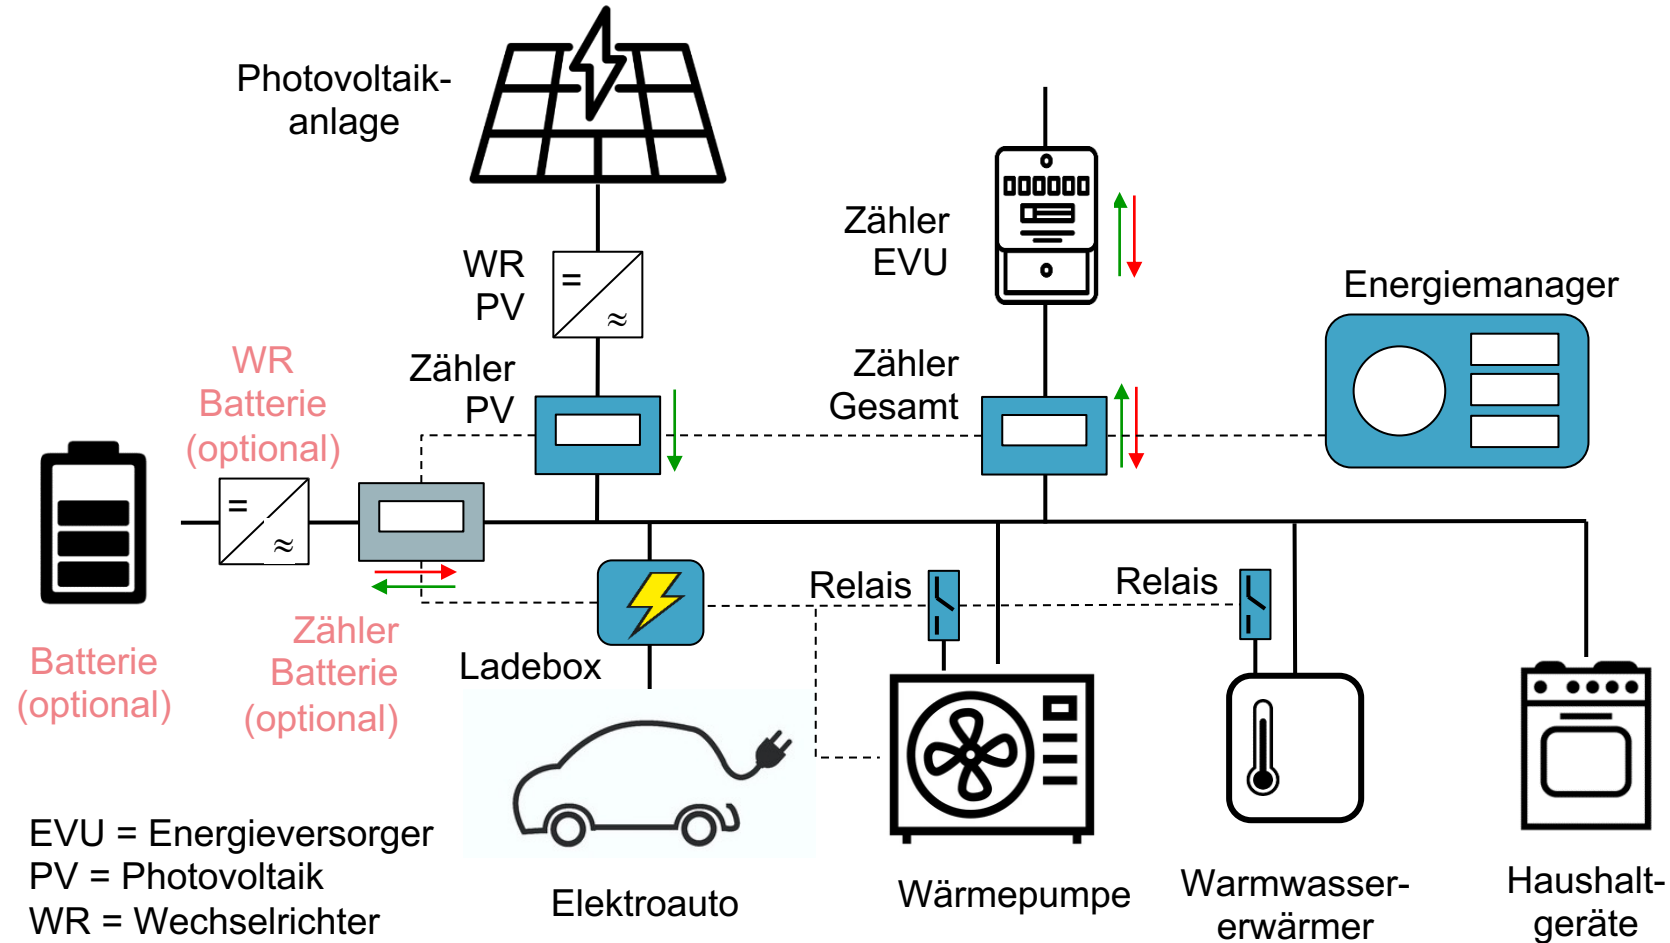 Photovoltaik-
anlage
Zähler
EVU
WR
PV
=
≈
Energiemanager
WR
Batterie
(optional)
Zähler
PV
Zähler
Gesamt
=
≈
Relais
Relais
Batterie
(optional)
Zähler
Batterie
(optional)
Ladebox
EVU = Energieversorger
PV = Photovoltaik
WR = Wechselrichter
Elektroauto
Wärmepumpe
Warmwasser-
erwärmer
Haushalt-
geräte